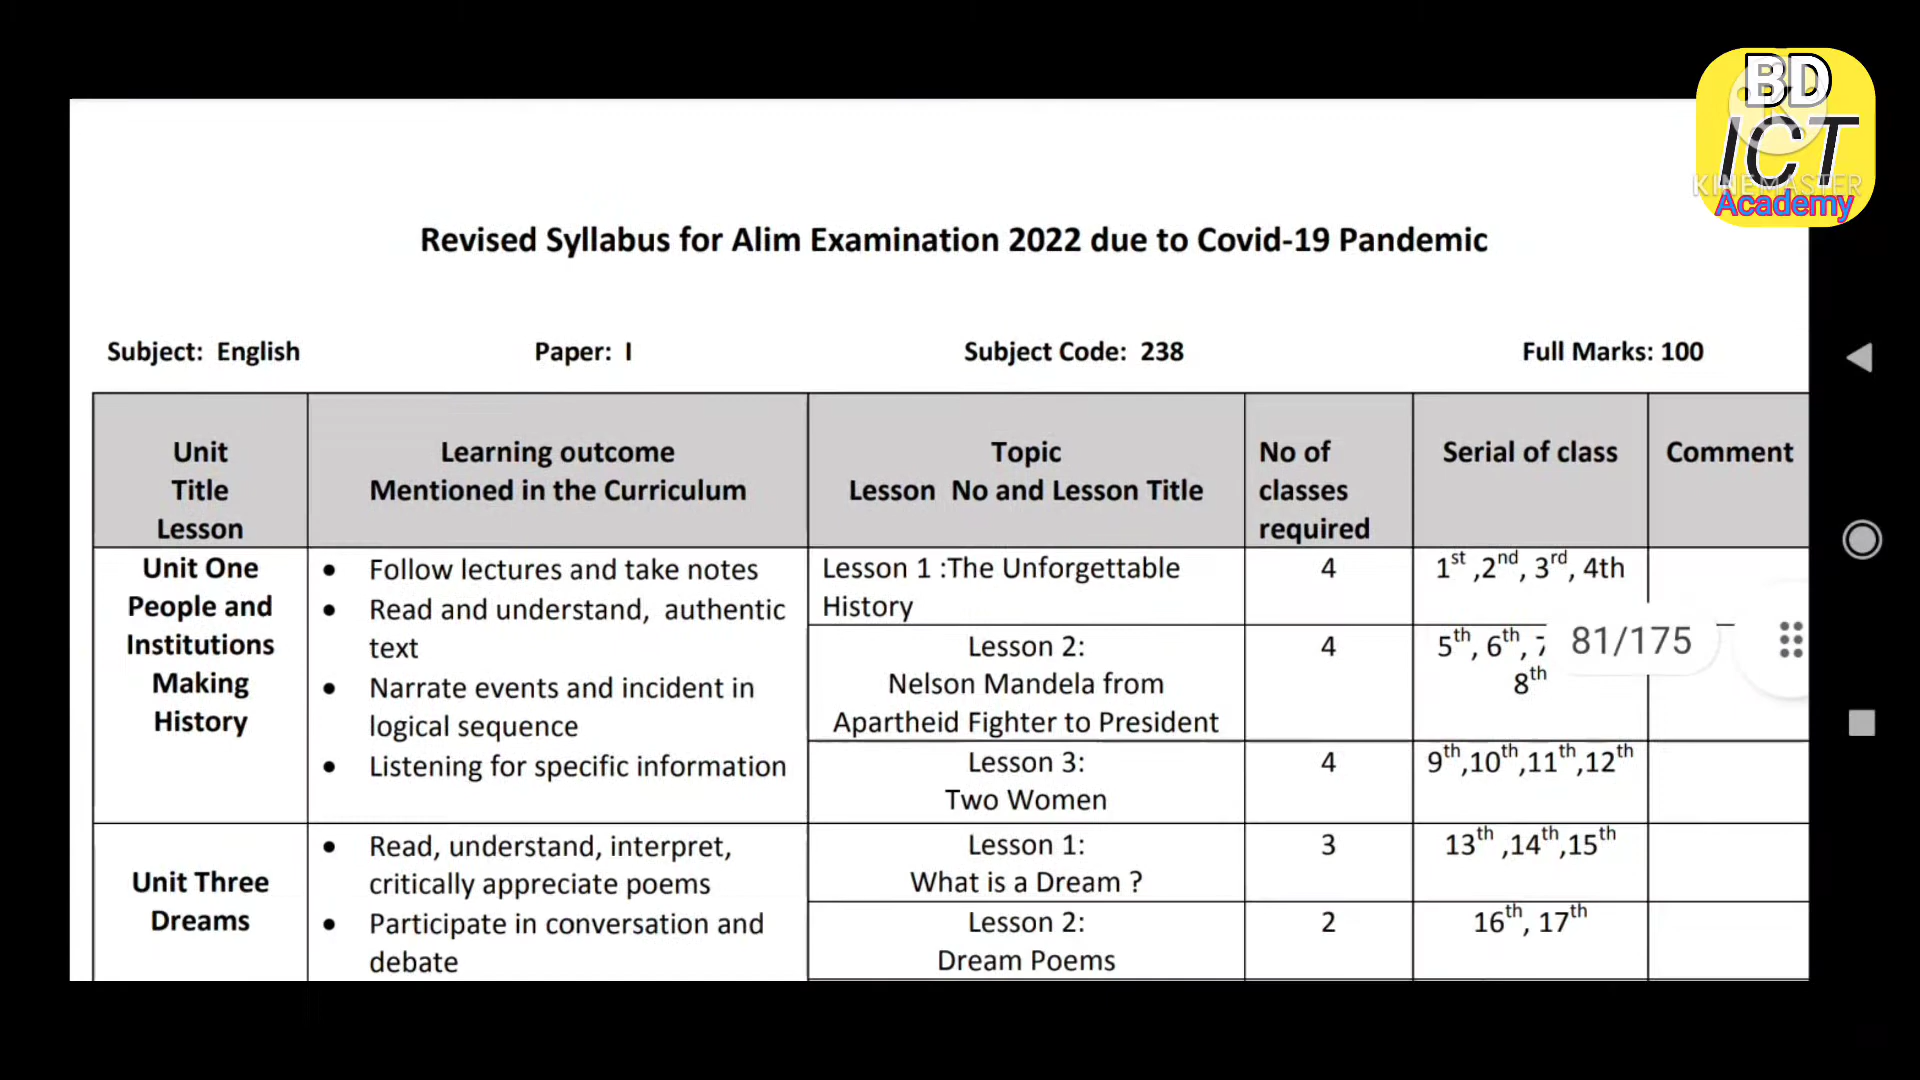 BD
ICT
KINEMASTER
Academy
Revised Syllabus for Alim Examination 2022 due to Covid-19 Pandemic
Subject: English Paper: I Subject Code: 238 Full Marks: 100
Unit
Title
Lesson
Learning outcome
Mentioned in the Curriculum
Topic
Lesson No and Lesson Title
No of
classes
required
Serial of class
Comment
Unit One
People and
Institutions
Making
History
• Follow lectures and take notes
• Read and understand, authentic
text
• Narrate events and incident in
logical sequence
• Listening for specific information
Lesson 1 :The Unforgettable
History
4
1st ,2nd, 3rd, 4th
Lesson 2:
Nelson Mandela from
Apartheid Fighter to President
4
5th, 6th, 7
8th
81/175
Lesson 3:
Two Women
4
9th,10th,11th,12th
Unit Three
Dreams
• Read, understand, interpret,
critically appreciate poems
• Participate in conversation and
debate
Lesson 1:
What is a Dream ?
3
13th ,14th,15th
Lesson 2:
Dream Poems
2
16th, 17th